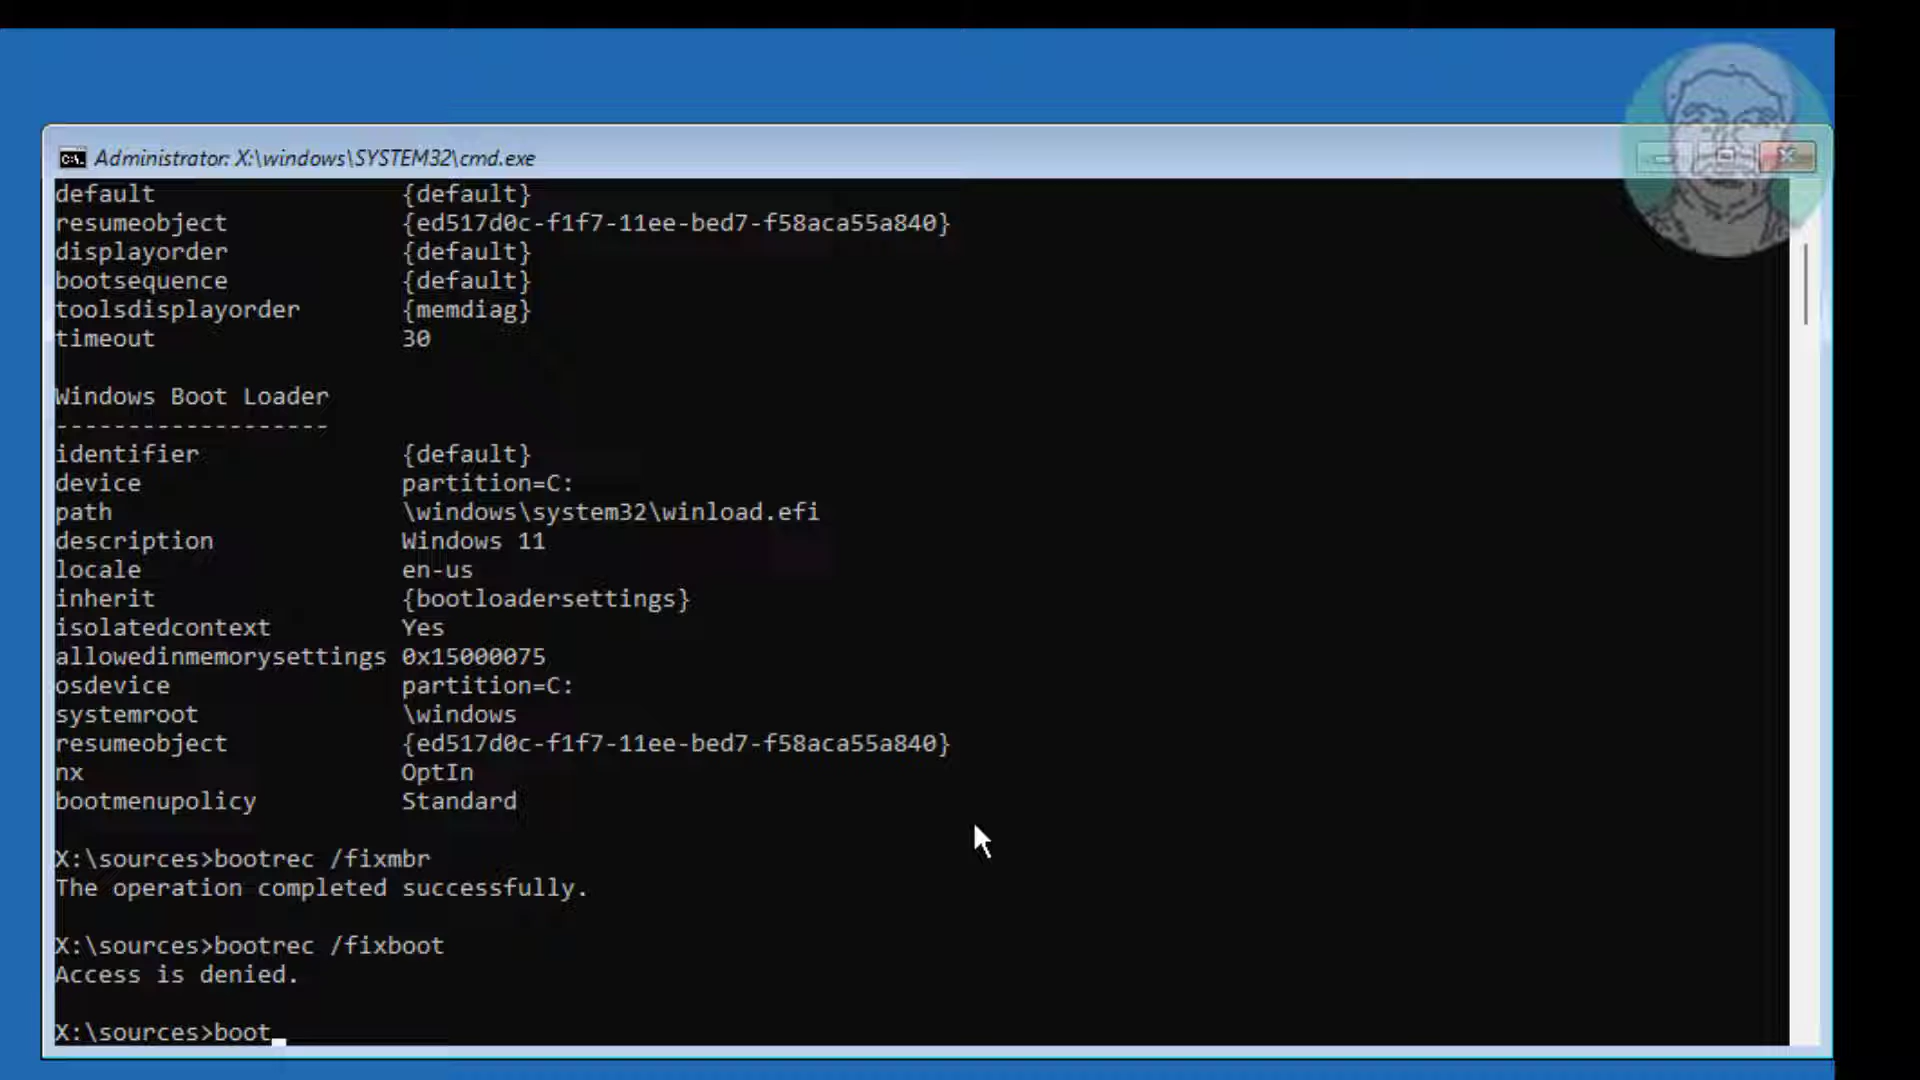 Administrator: X:\windows\SYSTEM32\cmd.exe
default {default}
resumeobject {ed517d0c-f1f7-11ee-bed7-f58aca55a840}
displayorder {default}
bootsequence {default}
toolsdisplayorder {memdiag}
timeout 30
Windows Boot Loader
-------------------
identifier {default}
device partition=C:
path \windows\system32\winload.efi
description Windows 11
locale en-us
inherit {bootloadersettings}
isolatedcontext Yes
allowedinmemorysettings 0x15000075
osdevice partition=C:
systemroot \windows
resumeobject {ed517d0c-f1f7-11ee-bed7-f58aca55a840}
nx OptIn
bootmenupolicy Standard
X:\sources>bootrec /fixmbr
The operation completed successfully.
X:\sources>bootrec /fixboot
Access is denied.
X:\sources>boot